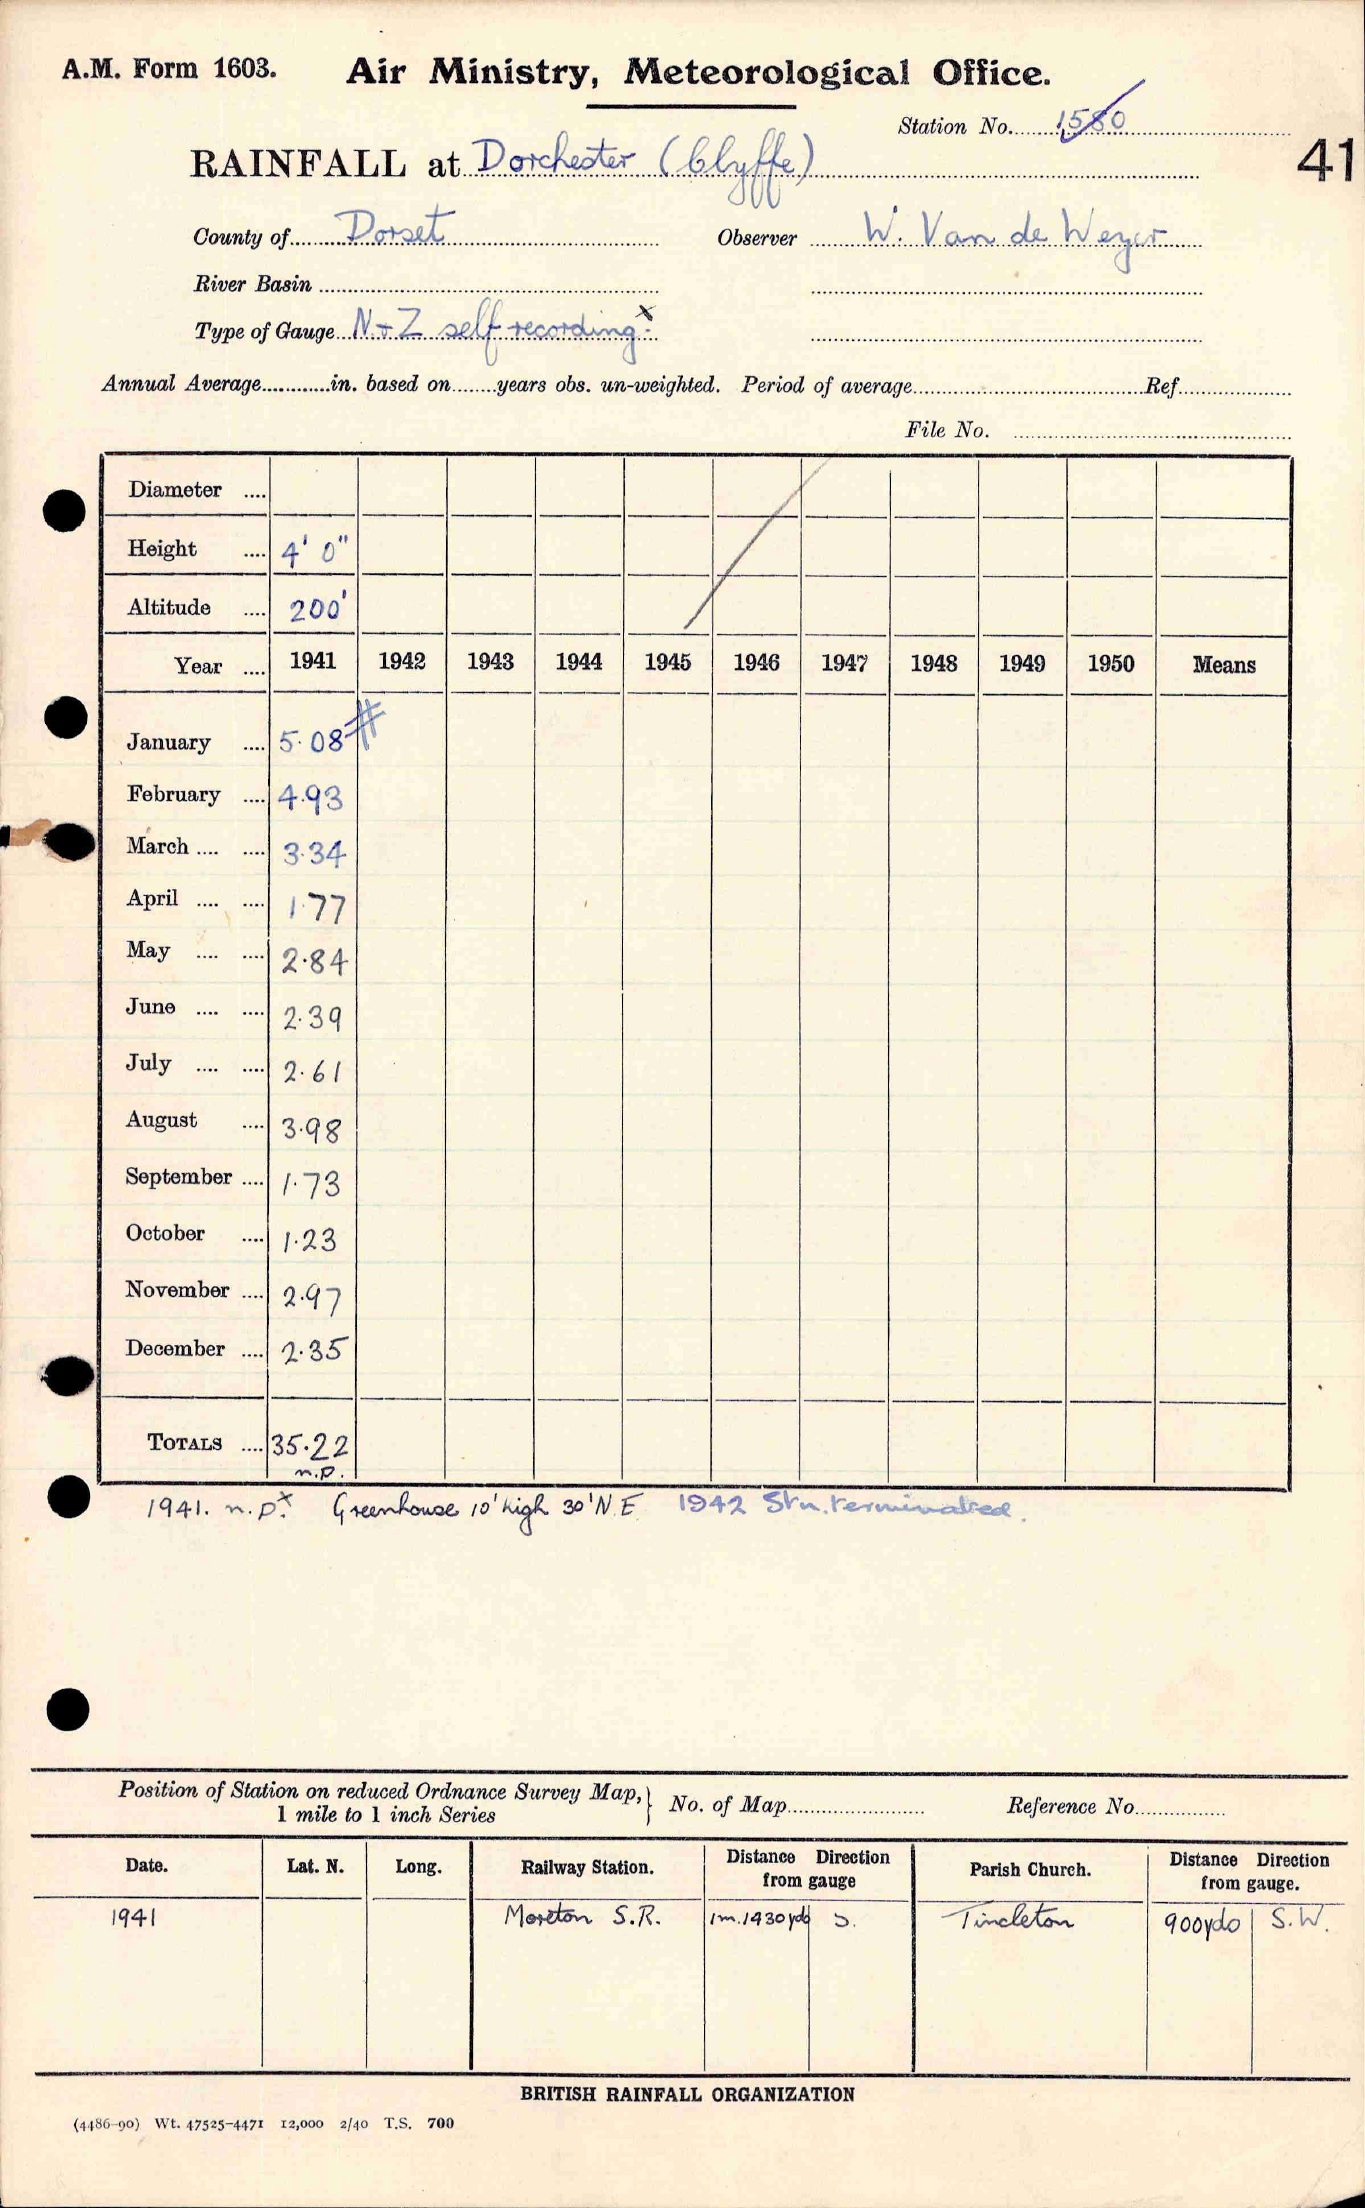 A.M. Form 1603. Air Ministry, Meteorological Office.
Station No. 1580
41
RAINFALL at Dorchester (Clyffe)
County of Dorset Observer W. Van de Weyer
River Basin
Type of Gauge N+Z self recording. x
Annual Average in. based on years obs. un-weighted. Period of average Ref
File No.
Diameter
Height 4' 0"
Altitude 200'
Year 1941 1942 1943 1944 1945 1946 1947 1948 1949 1950 Means
January 5.08 #
February 4.93
March 3.34
April 1.77
May 2.84
June 2.39
July 2.61
August 3.98
September 1.73
October 1.23
November 2.97
December 2.35
TOTALS 35.22
n.p.
1941. n.p. x Greenhouse 10' high 30' N.E. 1942 Stn. terminated.
Position of Station on reduced Ordnance Survey Map, } No. of Map Reference No.
1 mile to 1 inch Series
Date. Lat. N. Long. Railway Station. Distance Direction from gauge Parish Church. Distance Direction from gauge.
1941 Moreton S.R. 1m.1430yds S. Tincleton 900yds S.W.
BRITISH RAINFALL ORGANIZATION
(4486-90) Wt. 47525-4471 12,000 2/40 T.S. 700